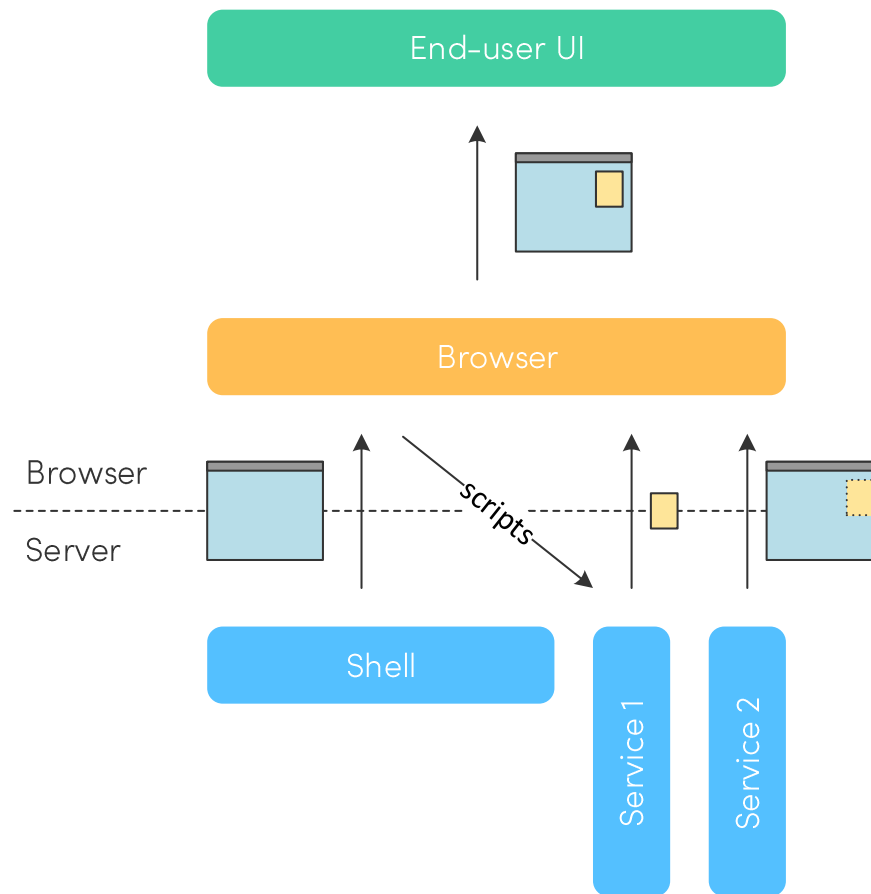 End-user UI
Browser
Browser
scripts
Server
Shell
Service 1
Service 2